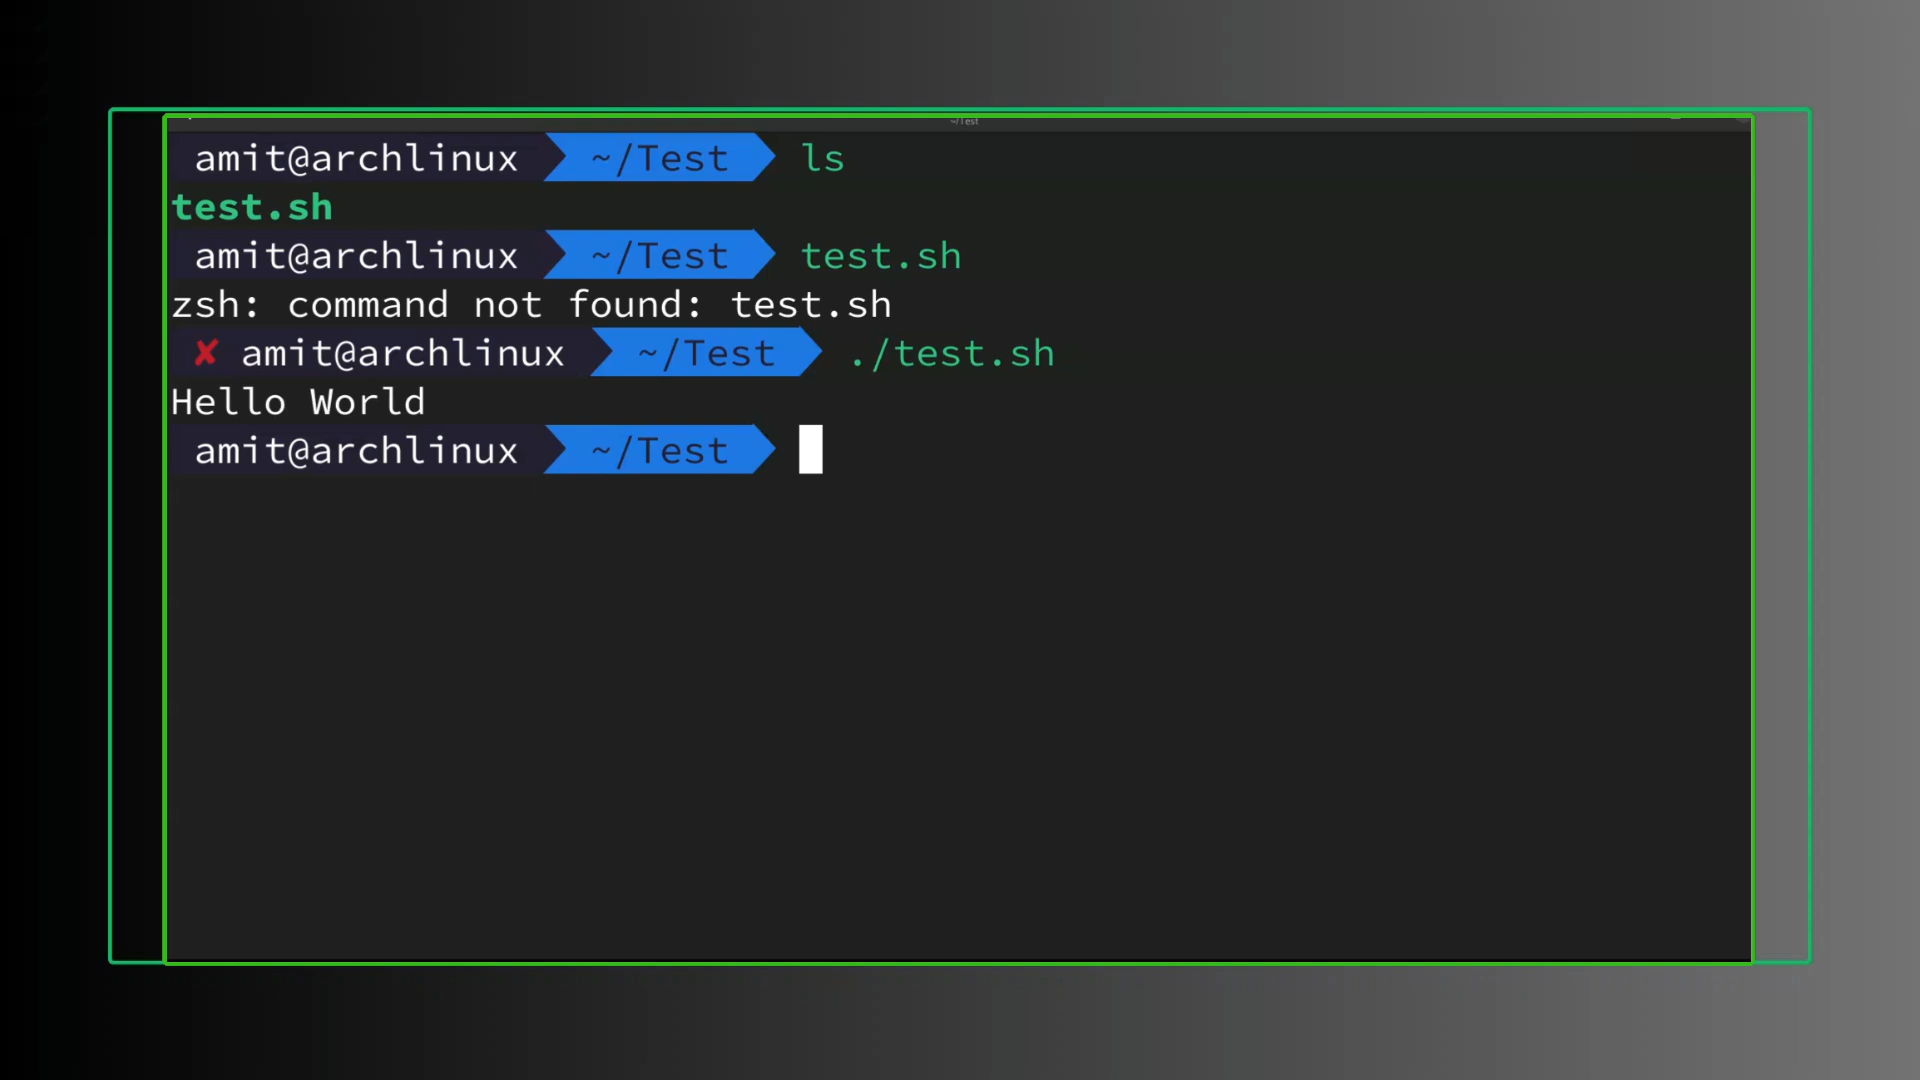 ~/Test
amit@archlinux ~/Test ls
test.sh
amit@archlinux ~/Test test.sh
zsh: command not found: test.sh
✘ amit@archlinux ~/Test ./test.sh
Hello World
amit@archlinux ~/Test